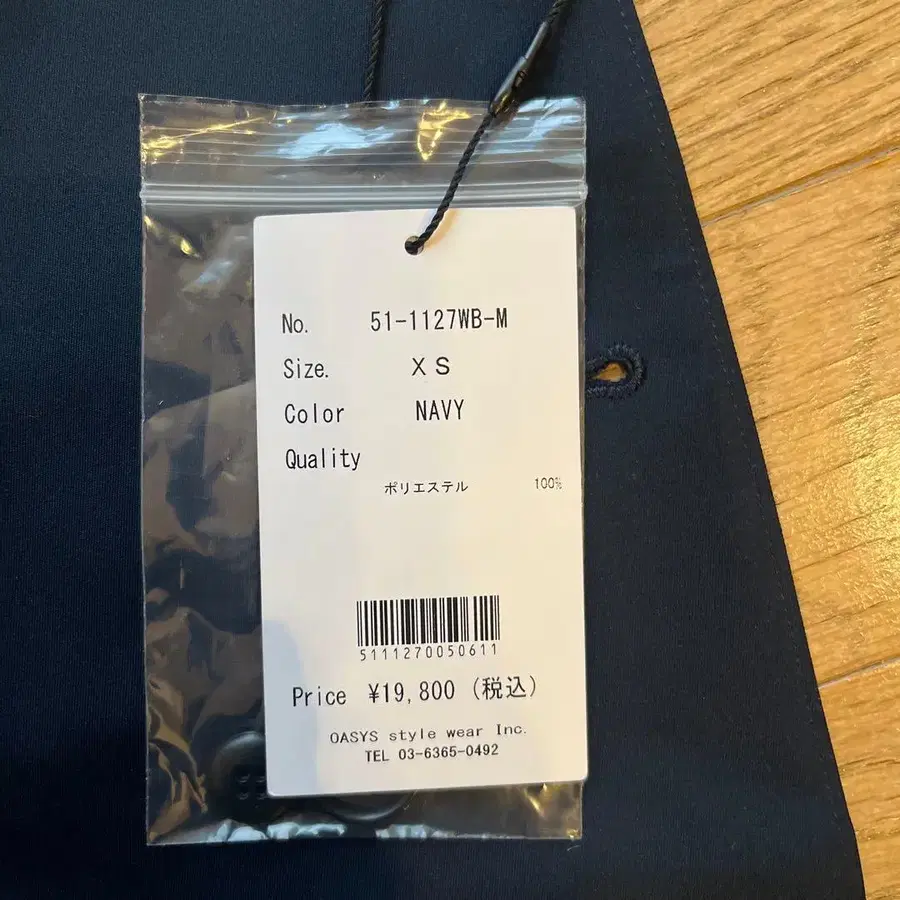 No. 51-1127WB-M
Size. XS
Color NAVY
Quality
ポリエステル 100%
5111270050611
Price ¥19,800 (税込)
OASYS style wear Inc.
TEL 03-6365-0492